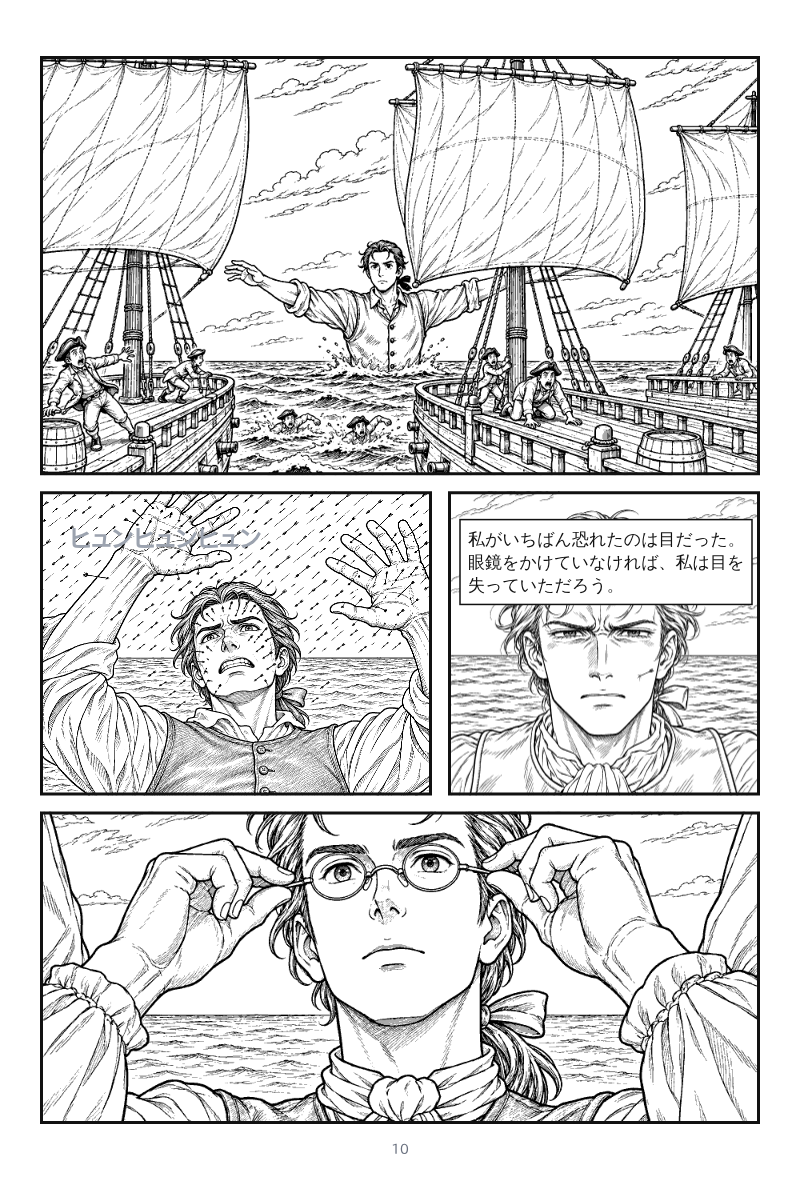 ヒュンヒュンヒュン
私がいちばん恐れたのは目だった。
眼鏡をかけていなければ、私は目を
失っていただろう。
10